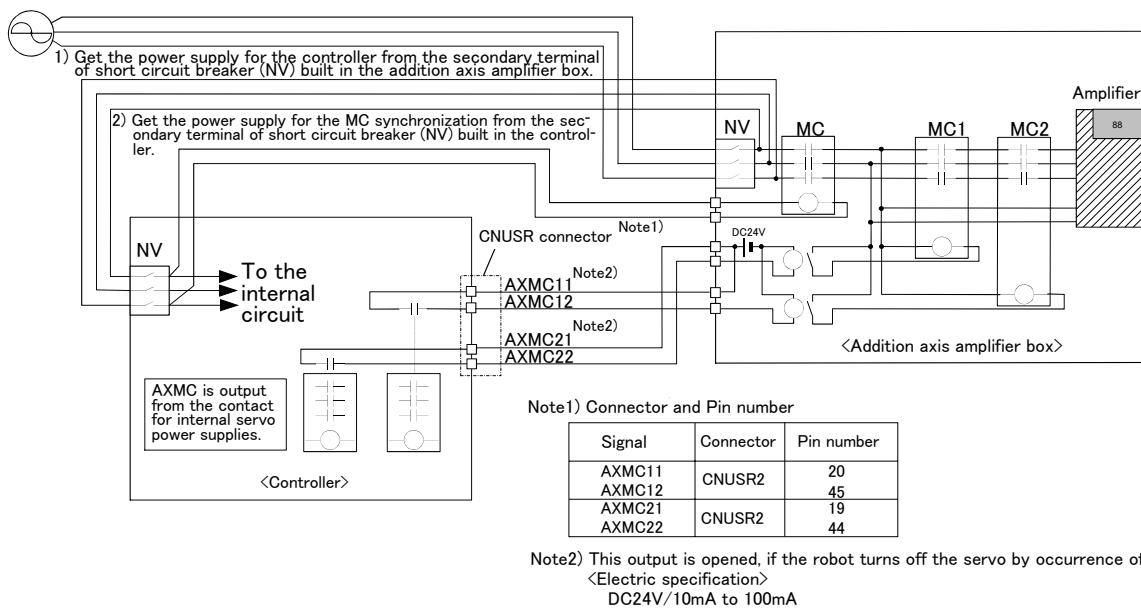 1) Get the power supply for the controller from the secondary terminal
of short circuit breaker (NV) built in the addition axis amplifier box.
2) Get the power supply for the MC synchronization from the sec-
ondary terminal of short circuit breaker (NV) built in the control-
ler.
Amplifier
88
NV
MC
MC1
MC2
DC24V
<Addition axis amplifier box>
NV
To the
internal
circuit
CNUSR connector Note1)
AXMC11 Note2)
AXMC12
AXMC21 Note2)
AXMC22
AXMC is output
from the contact
for internal servo
power supplies.
<Controller>
Note1) Connector and Pin number
Signal Connector Pin number
AXMC11 CNUSR2 20
AXMC12 45
AXMC21 CNUSR2 19
AXMC22 44
Note2) This output is opened, if the robot turns off the servo by occurrence of
<Electric specification>
DC24V/10mA to 100mA